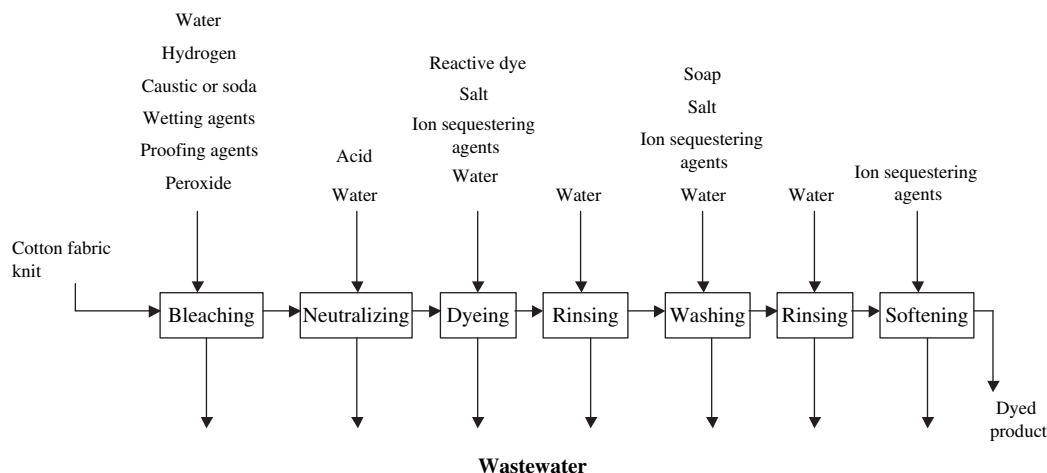 Water
Hydrogen
Caustic or soda
Wetting agents
Proofing agents
Peroxide
Acid
Water
Reactive dye
Salt
Ion sequestering
agents
Water
Water
Soap
Salt
Ion sequestering
agents
Water
Water
Ion sequestering
agents
Cotton fabric
knit
Bleaching
Neutralizing
Dyeing
Rinsing
Washing
Rinsing
Softening
Dyed
product
Wastewater